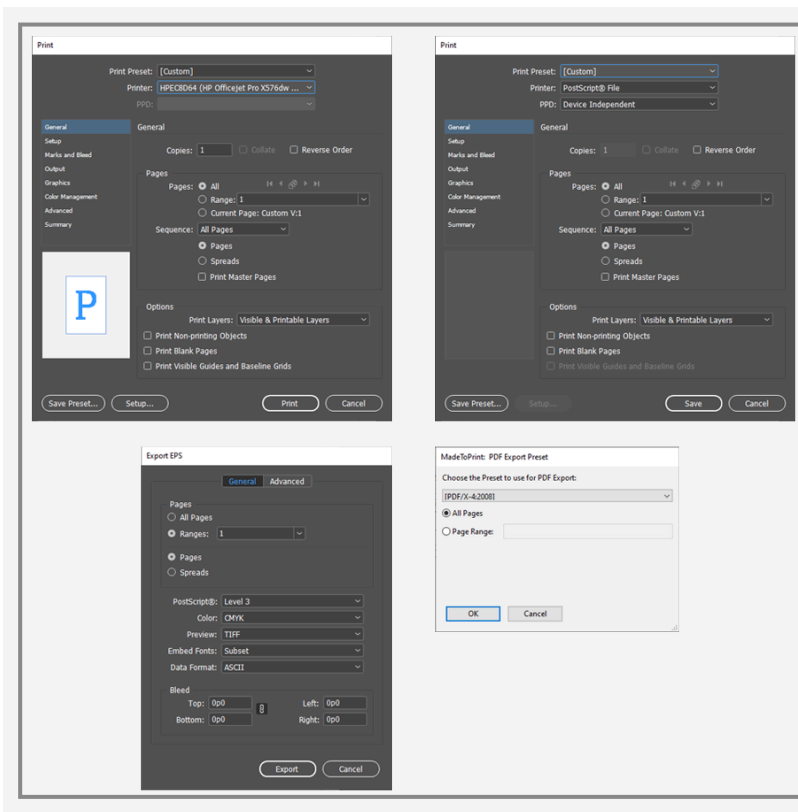 Print
Print Preset: [Custom]
Printer: HPEC8D64 (HP Officejet Pro X576dw ...
PPD:
General
Setup
Marks and Bleed
Output
Graphics
Color Management
Advanced
Summary
P
General
Copies: 1 Collate Reverse Order
Pages
Pages: All
Range: 1
Current Page: Custom V:1
Sequence: All Pages
Pages
Spreads
Print Master Pages
Options
Print Layers: Visible & Printable Layers
Print Non-printing Objects
Print Blank Pages
Print Visible Guides and Baseline Grids
Save Preset... Setup... Print Cancel
Print
Print Preset: [Custom]
Printer: PostScript® File
PPD: Device Independent
General
Setup
Marks and Bleed
Output
Graphics
Color Management
Advanced
Summary
General
Copies: 1 Collate Reverse Order
Pages
Pages: All
Range: 1
Current Page: Custom V:1
Sequence: All Pages
Pages
Spreads
Print Master Pages
Options
Print Layers: Visible & Printable Layers
Print Non-printing Objects
Print Blank Pages
Print Visible Guides and Baseline Grids
Save Preset... Setup... Save Cancel
Export EPS
General Advanced
Pages
All Pages
Ranges: 1
Pages
Spreads
PostScript®: Level 3
Color: CMYK
Preview: TIFF
Embed Fonts: Subset
Data Format: ASCII
Bleed
Top: 0p0 Left: 0p0
Bottom: 0p0 Right: 0p0
Export Cancel
MadeToPrint: PDF Export Preset
Choose the Preset to use for PDF Export:
[PDF/X-4:2008]
All Pages
Page Range:
OK Cancel